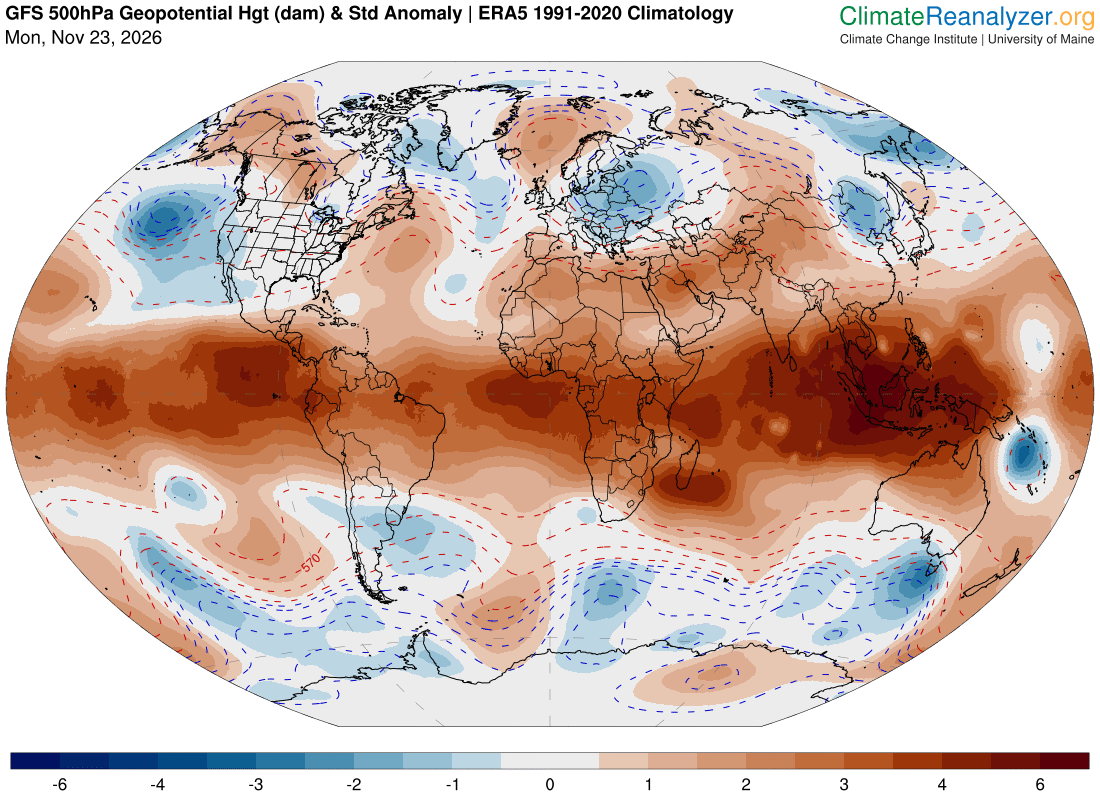 GFS 500hPa Geopotential Hgt (dam) & Std Anomaly | ERA5 1991-2020 Climatology
Mon, Nov 23, 2026
ClimateReanalyzer.org
Climate Change Institute | University of Maine
570
-6 -4 -3 -2 -1 0 1 2 3 4 6